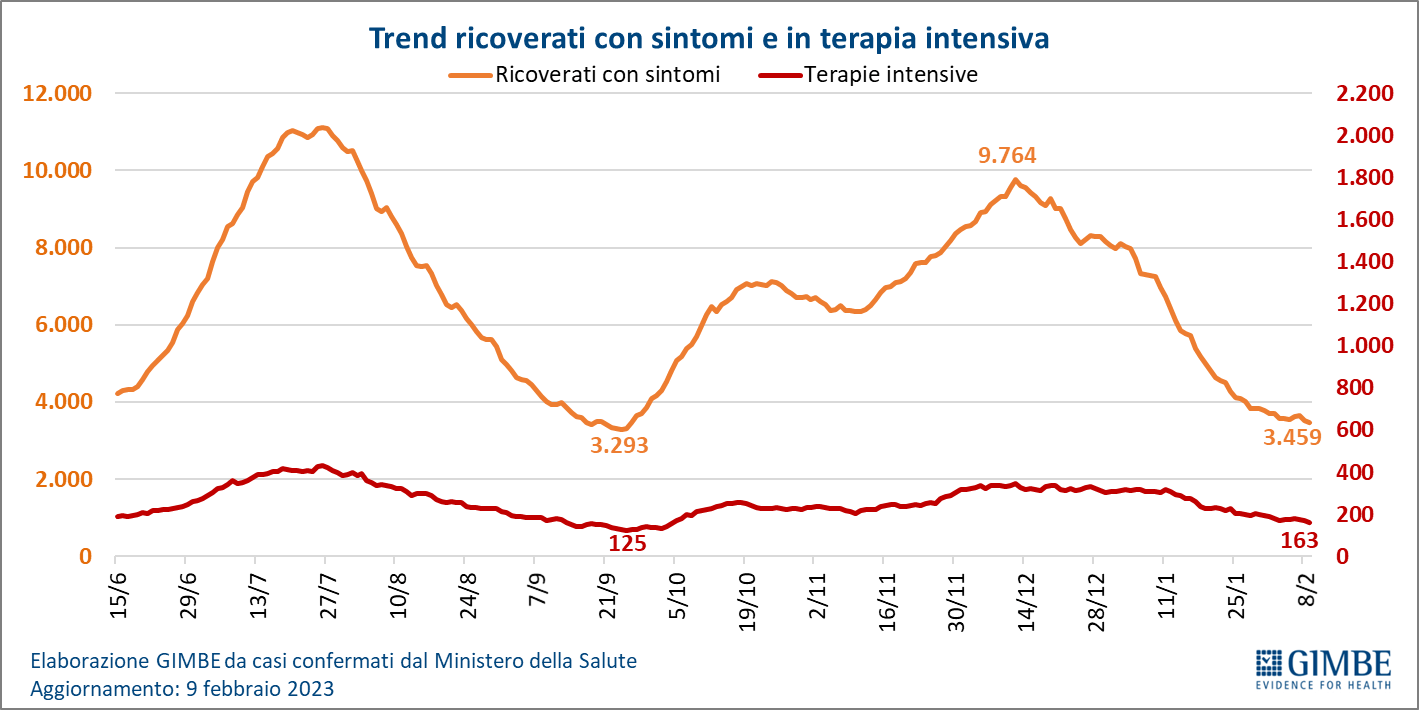 Trend ricoverati con sintomi e in terapia intensiva
Ricoverati con sintomi Terapie intensive
12.000 2.200
2.000
10.000 9.764 1.800
1.600
8.000 1.400
1.200
6.000 1.000
4.000 800
3.293 3.459 600
2.000 400
200
125 163
0 0
15/6 29/6 13/7 27/7 10/8 24/8 7/9 21/9 5/10 19/10 2/11 16/11 30/11 14/12 28/12 11/1 25/1 8/2
Elaborazione GIMBE da casi confermati dal Ministero della Salute
Aggiornamento: 9 febbraio 2023
GIMBE
EVIDENCE FOR HEALTH